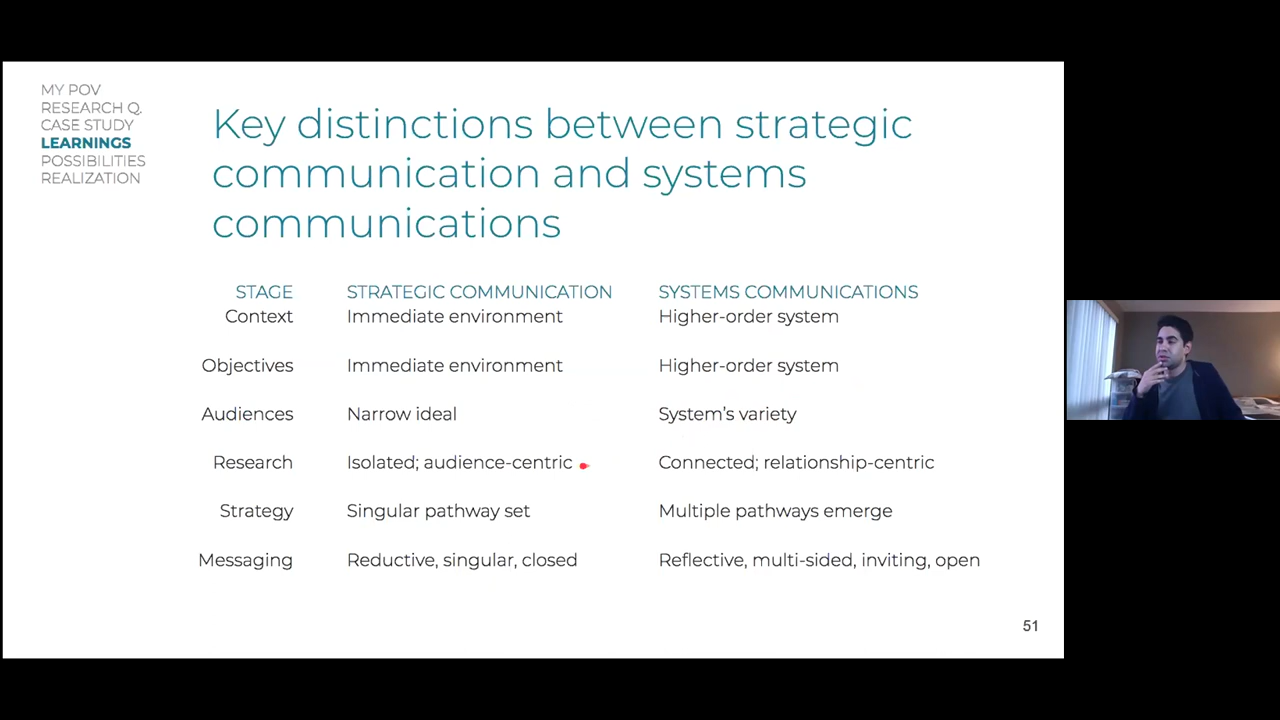 MY POV
RESEARCH Q.
CASE STUDY
LEARNINGS
POSSIBILITIES
REALIZATION
Key distinctions between strategic
communication and systems
communications
STAGE STRATEGIC COMMUNICATION SYSTEMS COMMUNICATIONS
Context Immediate environment Higher-order system
Objectives Immediate environment Higher-order system
Audiences Narrow ideal System’s variety
Research Isolated; audience-centric Connected; relationship-centric
Strategy Singular pathway set Multiple pathways emerge
Messaging Reductive, singular, closed Reflective, multi-sided, inviting, open
51